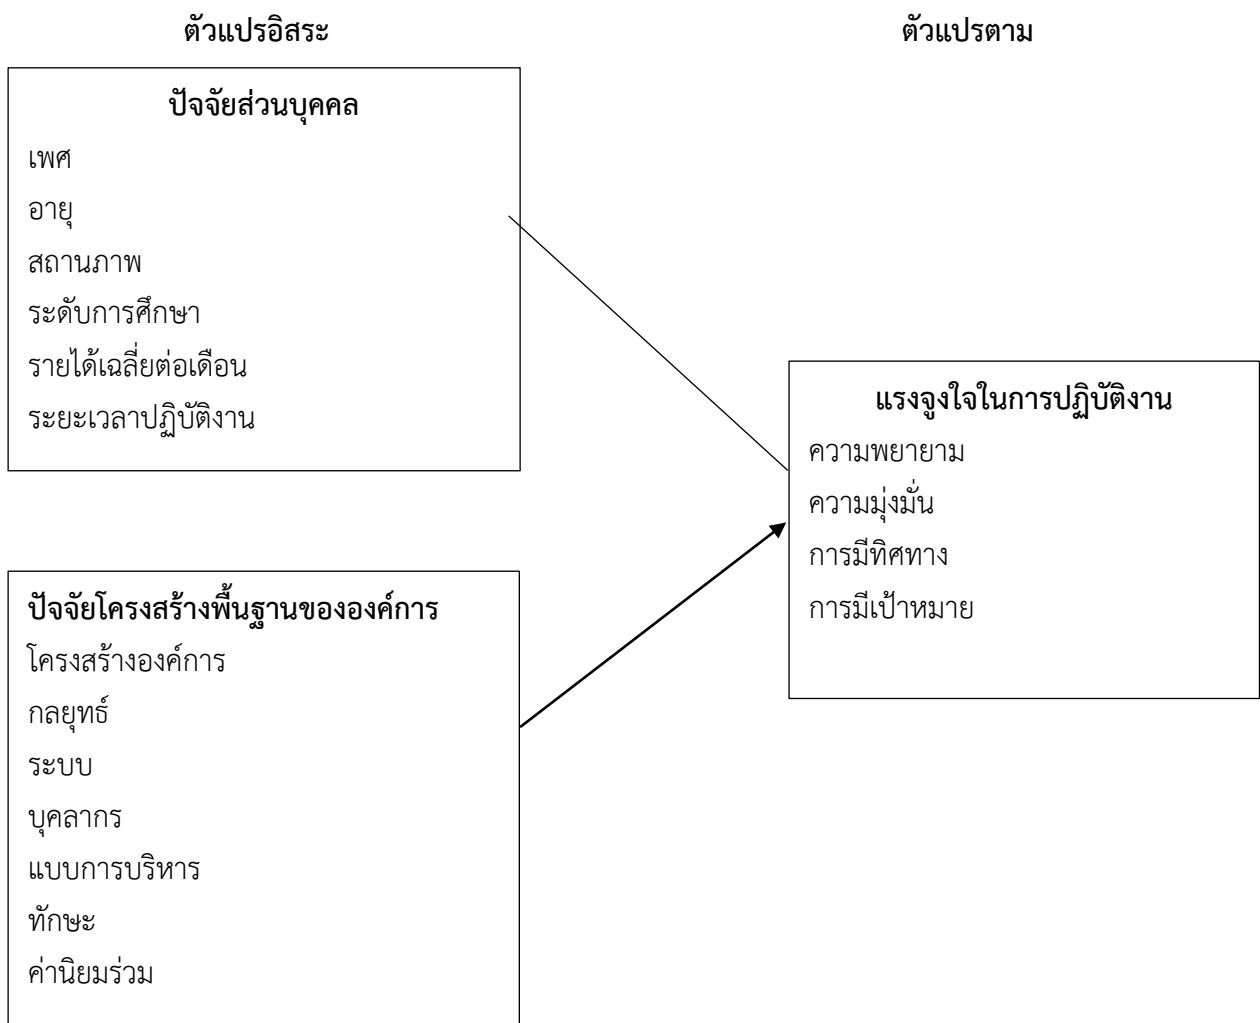 ตัวแปรอิสระ
ตัวแปรตาม
ปัจจัยส่วนบุคคล
เพศ
อายุ
สถานภาพ
ระดับการศึกษา
รายได้เฉลี่ยต่อเดือน
ระยะเวลาปฏิบัติงาน
ปัจจัยโครงสร้างพื้นฐานขององค์การ
โครงสร้างองค์การ
กลยุทธ์
ระบบ
บุคลากร
แบบการบริหาร
ทักษะ
ค่านิยมร่วม
แรงจูงใจในการปฏิบัติงาน
ความพยายาม
ความมุ่งมั่น
การมีทิศทาง
การมีเป้าหมาย